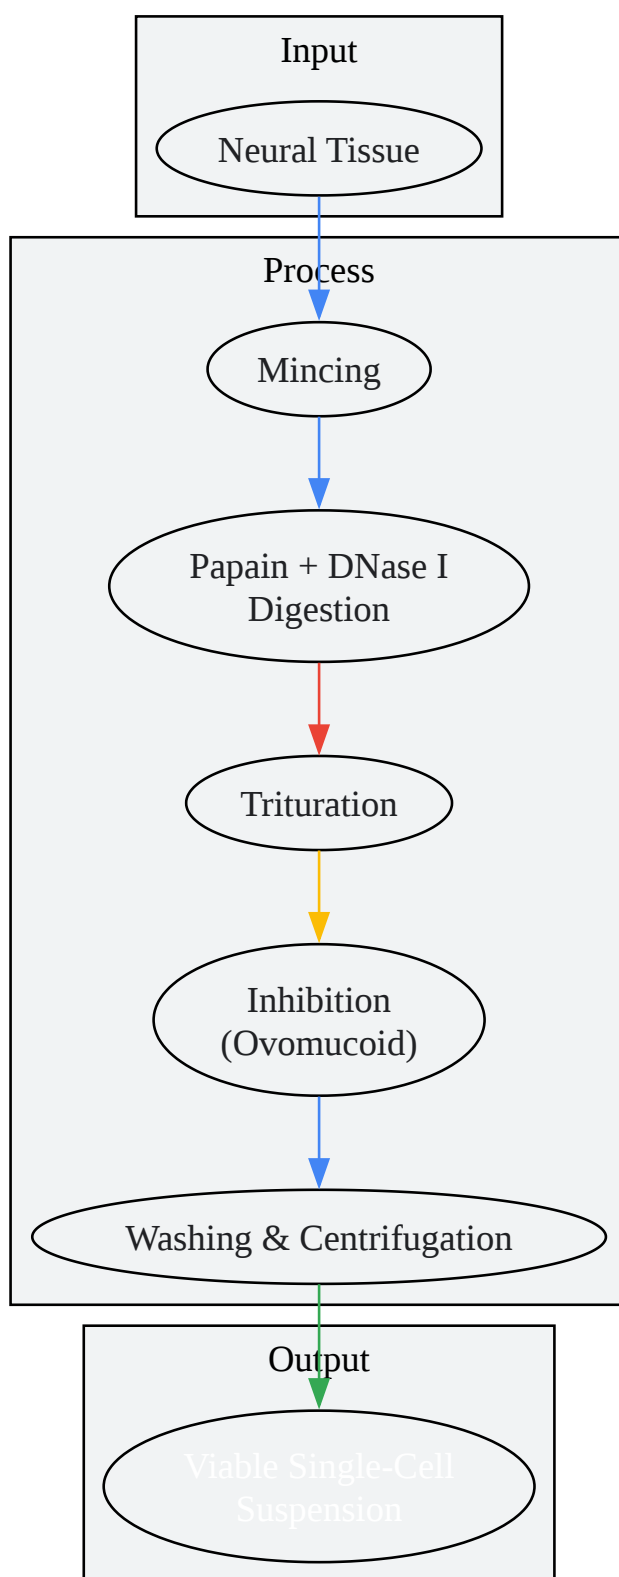 Input
Neural Tissue
Process
Mincing
Papain + DNase I
Digestion
Trituration
Inhibition
(Ovomucoid)
Washing & Centrifugation
Output
Viable Single-Cell
Suspension